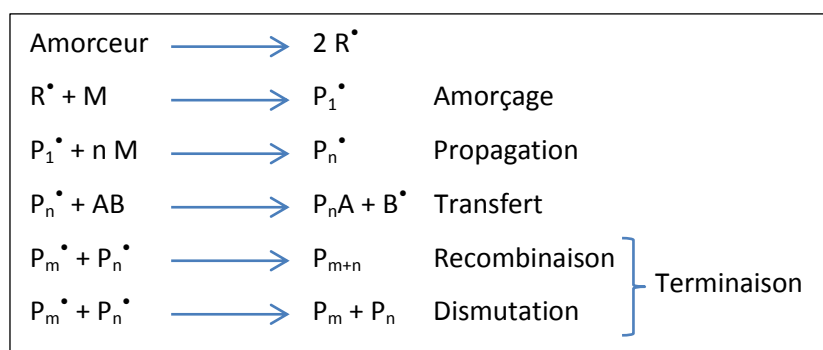 Amorceur → 2 R•
R• + M → P₁• Amorçage
P₁• + n M → Pₙ• Propagation
Pₙ• + AB → PₙA + B• Transfert
Pₘ• + Pₙ• → Pₘ₊ₙ Recombinaison
Terminaison
Pₘ• + Pₙ• → Pₘ + Pₙ Dismutation